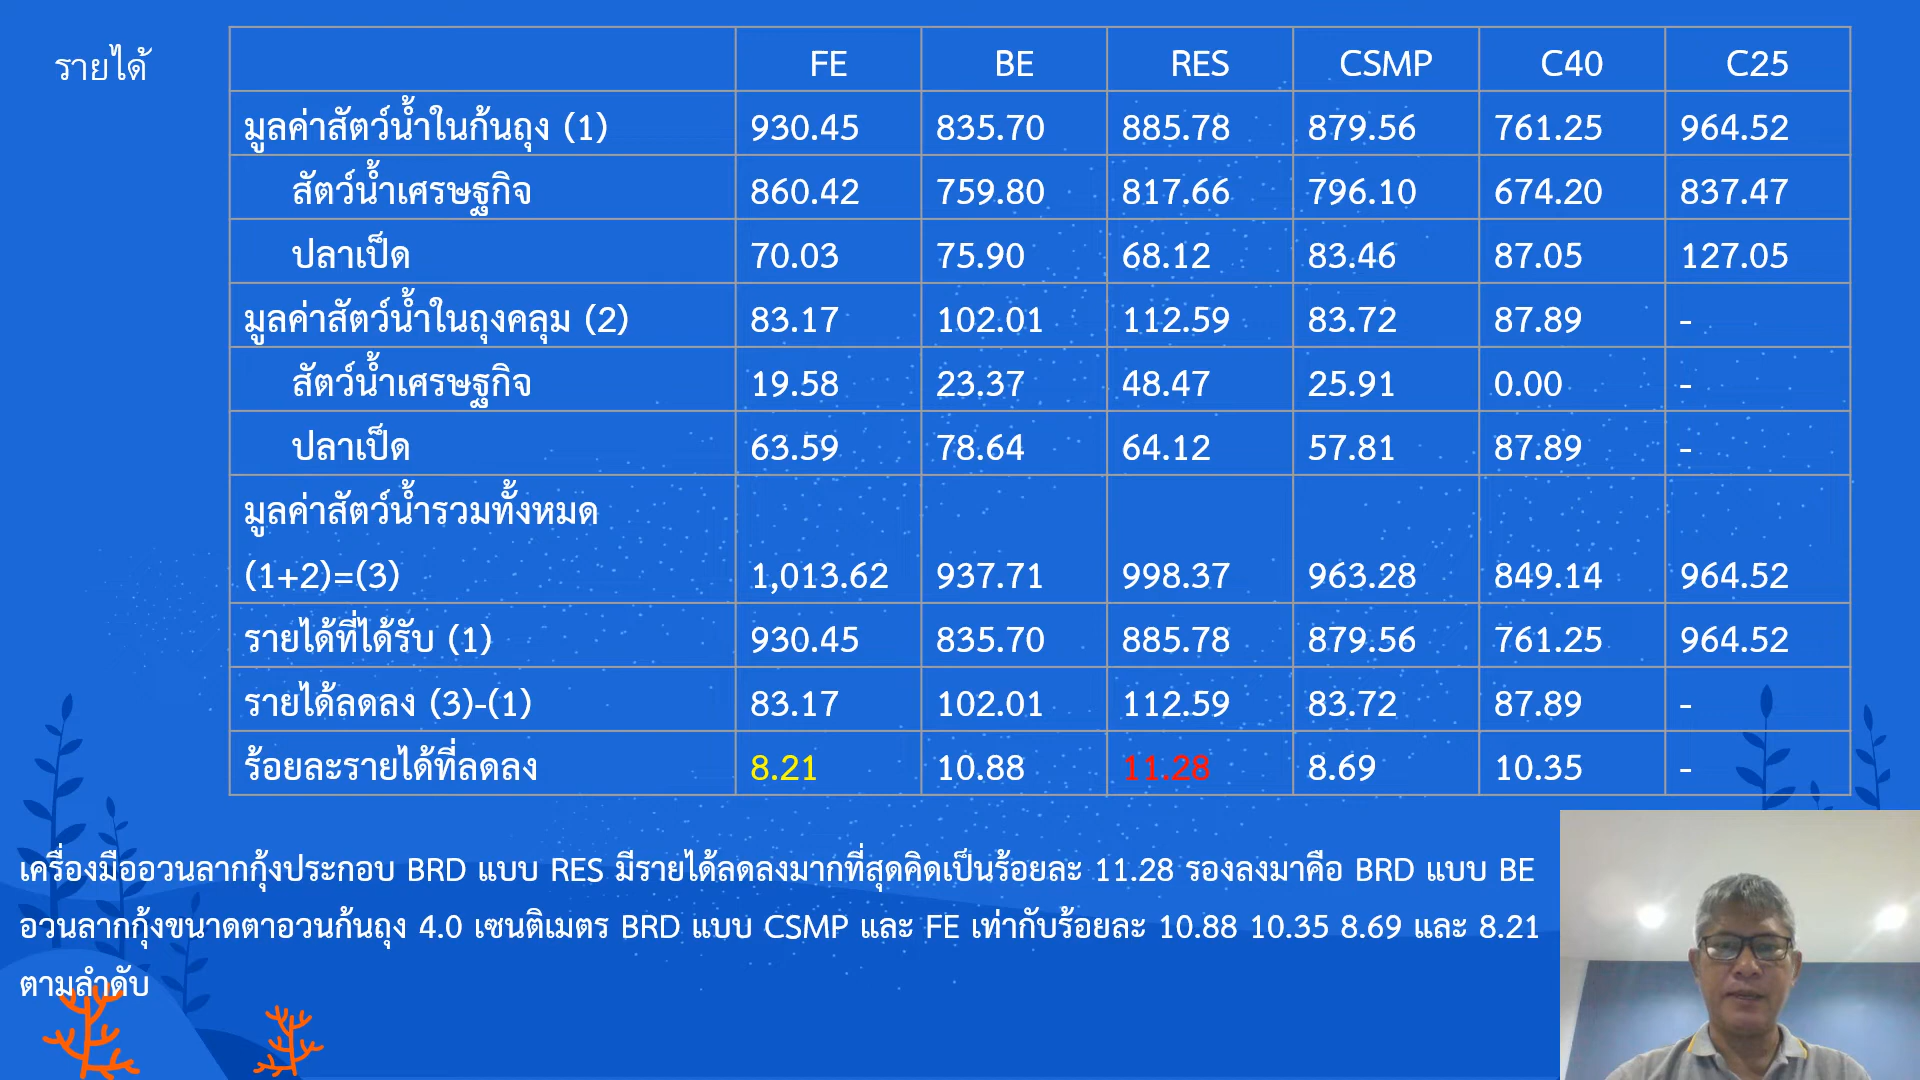 รายได้
FE BE RES CSMP C40 C25
มูลค่าสัตว์น้ำในก้นถุง (1) 930.45 835.70 885.78 879.56 761.25 964.52
สัตว์น้ำเศรษฐกิจ 860.42 759.80 817.66 796.10 674.20 837.47
ปลาเป็ด 70.03 75.90 68.12 83.46 87.05 127.05
มูลค่าสัตว์น้ำในถุงคลุม (2) 83.17 102.01 112.59 83.72 87.89 -
สัตว์น้ำเศรษฐกิจ 19.58 23.37 48.47 25.91 0.00 -
ปลาเป็ด 63.59 78.64 64.12 57.81 87.89 -
มูลค่าสัตว์น้ำรวมทั้งหมด
(1+2)=(3) 1,013.62 937.71 998.37 963.28 849.14 964.52
รายได้ที่ได้รับ (1) 930.45 835.70 885.78 879.56 761.25 964.52
รายได้ลดลง (3)-(1) 83.17 102.01 112.59 83.72 87.89 -
ร้อยละรายได้ที่ลดลง 8.21 10.88 11.28 8.69 10.35 -
เครื่องมืออวนลากกุ้งประกอบ BRD แบบ RES มีรายได้ลดลงมากที่สุดคิดเป็นร้อยละ 11.28 รองลงมาคือ BRD แบบ BE
อวนลากกุ้งขนาดตาอวนก้นถุง 4.0 เซนติเมตร BRD แบบ CSMP และ FE เท่ากับร้อยละ 10.88 10.35 8.69 และ 8.21
ตามลำดับ